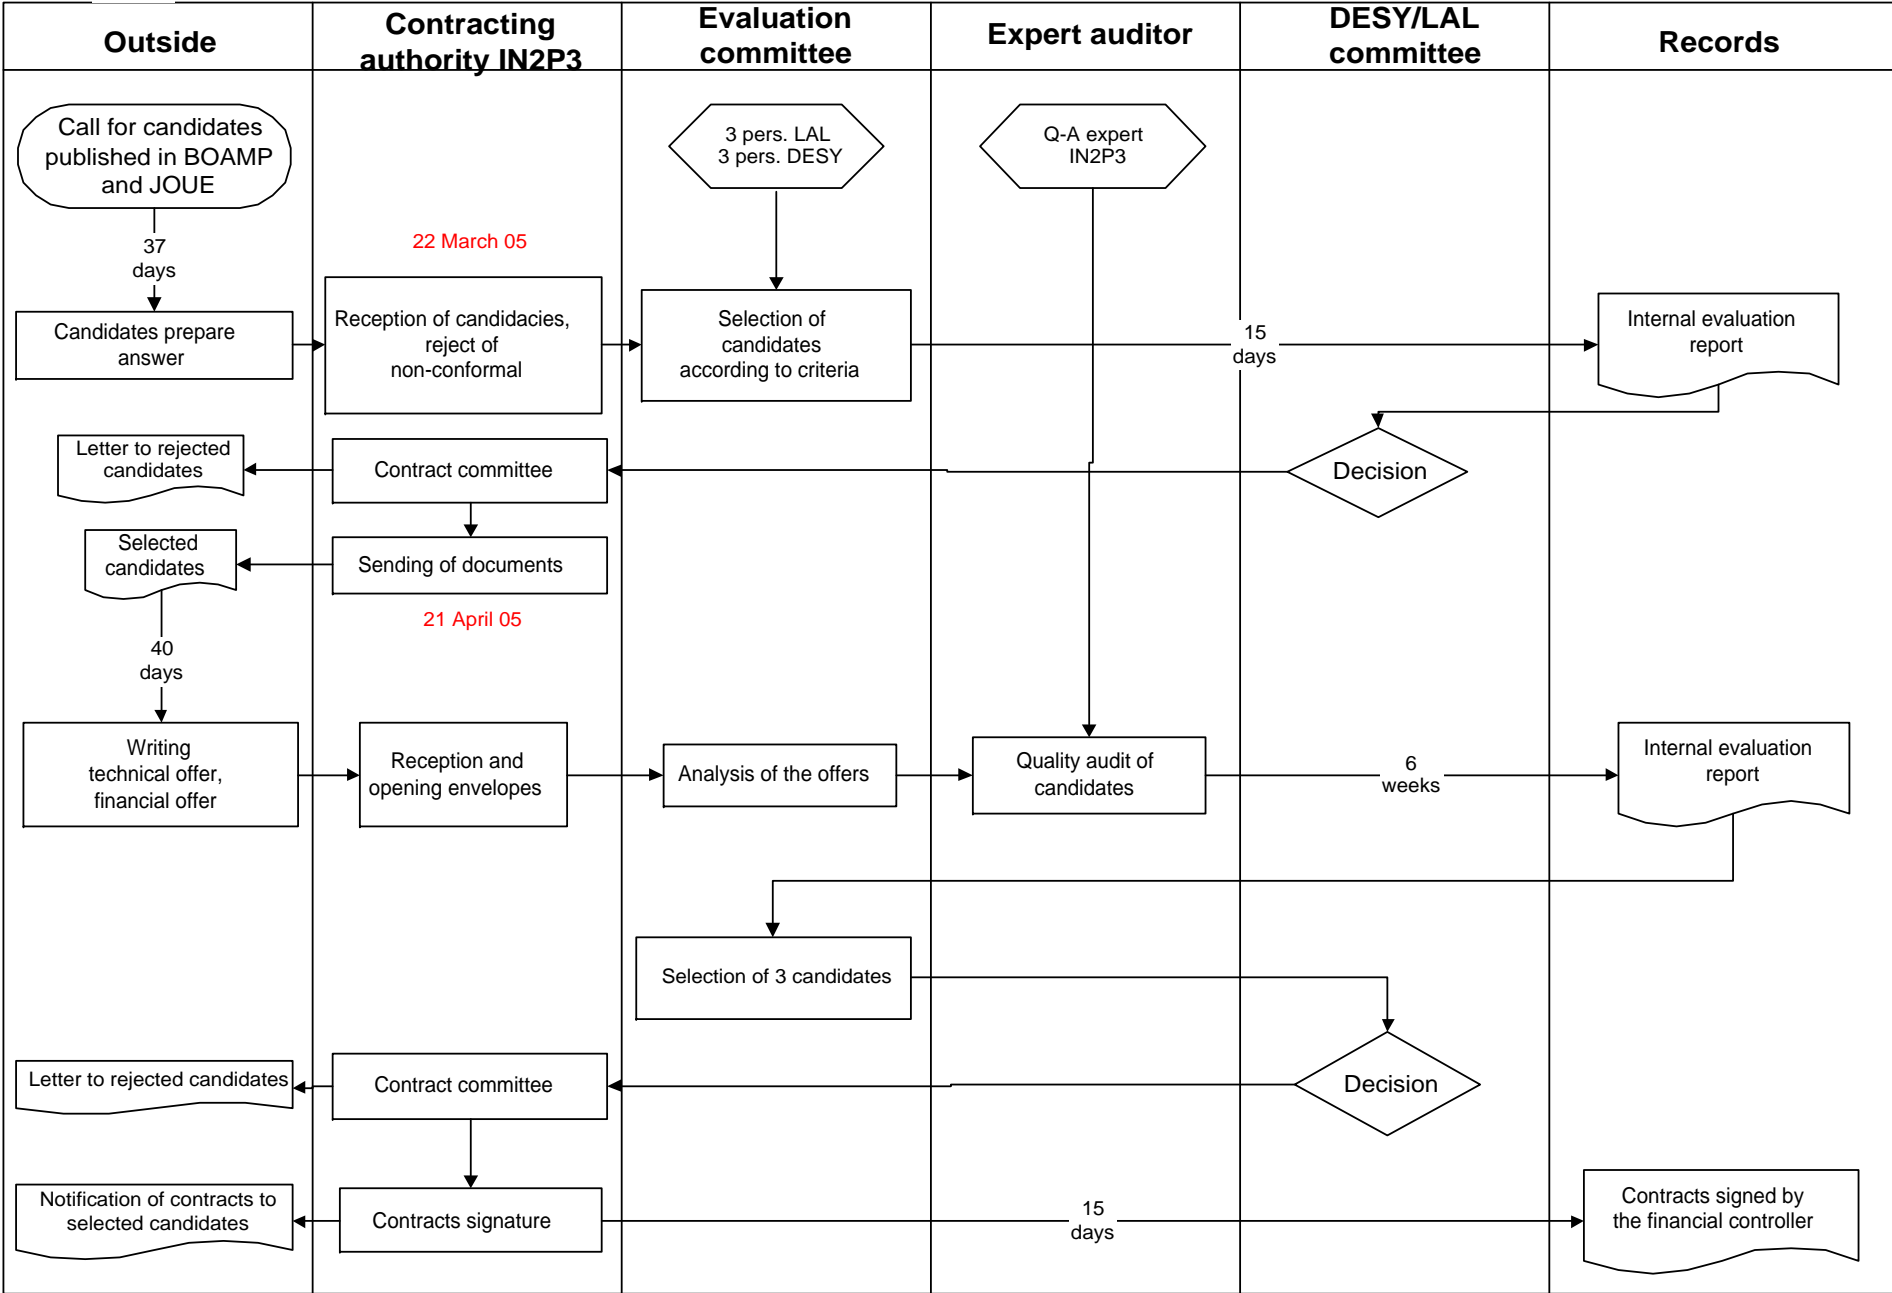 Outside
Contracting
authority IN2P3
Evaluation
committee
Expert auditor
DESY/LAL
committee
Records
Call for candidates
published in BOAMP
and JOUE
3 pers. LAL
3 pers. DESY
Q-A expert
IN2P3
37
days
22 March 05
Candidates prepare
answer
Reception of candidacies,
reject of
non-conformal
Selection of
candidates
according to criteria
15
days
Internal evaluation
report
Letter to rejected
candidates
Contract committee
Decision
Selected
candidates
Sending of documents
21 April 05
40
days
Writing
technical offer,
financial offer
Reception and
opening envelopes
Analysis of the offers
Quality audit of
candidates
6
weeks
Internal evaluation
report
Selection of 3 candidates
Letter to rejected candidates
Contract committee
Decision
Notification of contracts to
selected candidates
Contracts signature
15
days
Contracts signed by
the financial controller